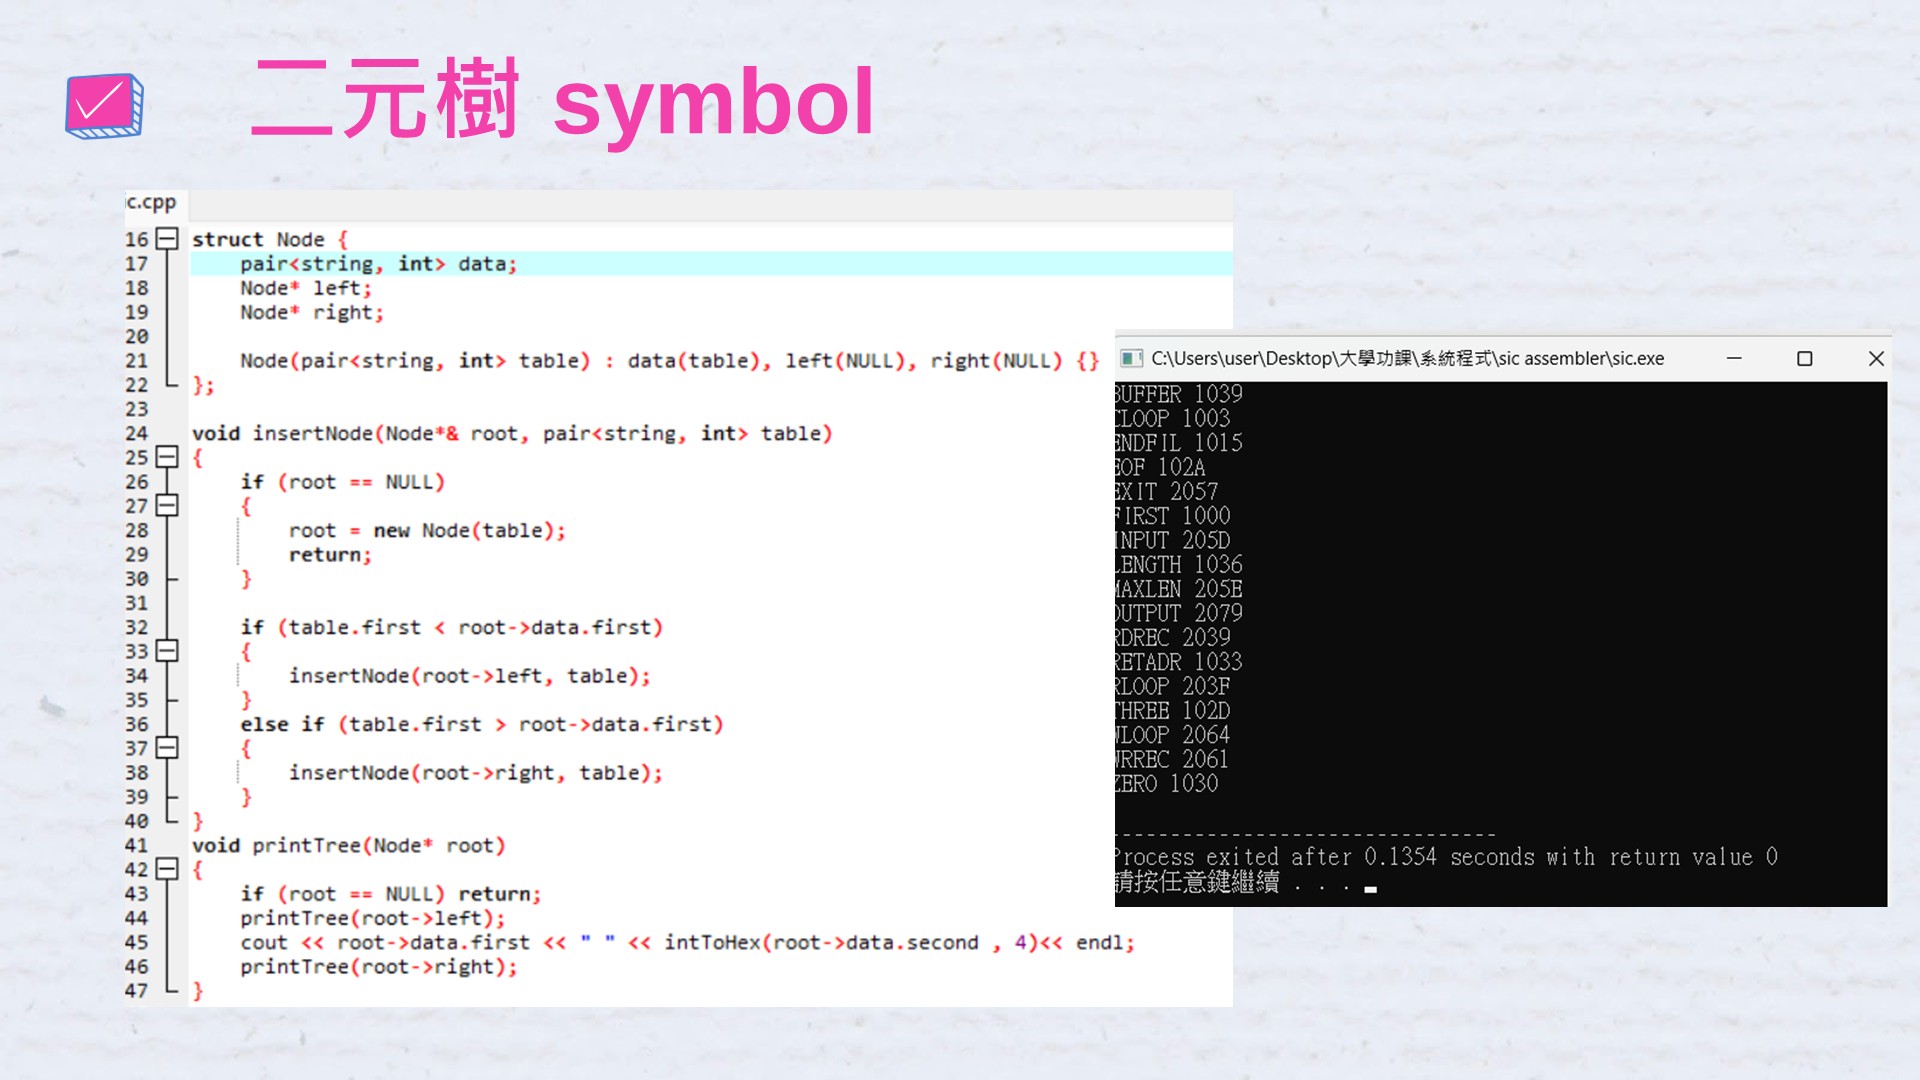 二元樹 symbol
c.cpp
16 struct Node {
17 pair<string, int> data;
18 Node* left;
19 Node* right;
20
21 Node(pair<string, int> table) : data(table), left(NULL), right(NULL) {}
22 };
23
24 void insertNode(Node*& root, pair<string, int> table)
25 {
26 if (root == NULL)
27 {
28 root = new Node(table);
29 return;
30 }
31
32 if (table.first < root->data.first)
33 {
34 insertNode(root->left, table);
35 }
36 else if (table.first > root->data.first)
37 {
38 insertNode(root->right, table);
39 }
40 }
41 void printTree(Node* root)
42 {
43 if (root == NULL) return;
44 printTree(root->left);
45 cout << root->data.first << " " << intToHex(root->data.second , 4)<< endl;
46 printTree(root->right);
47 }
C:\Users\user\Desktop\大學功課\系統程式\sic assembler\sic.exe
BUFFER 1039
CLOOP 1003
ENDFIL 1015
EOF 102A
EXIT 2057
FIRST 1000
INPUT 205D
LENGTH 1036
MAXLEN 205E
OUTPUT 2079
RDREC 2039
RETADR 1033
RLOOP 203F
THREE 102D
WLOOP 2064
WRREC 2061
ZERO 1030
--------------------------------
Process exited after 0.1354 seconds with return value 0
請按任意鍵繼續 . . .